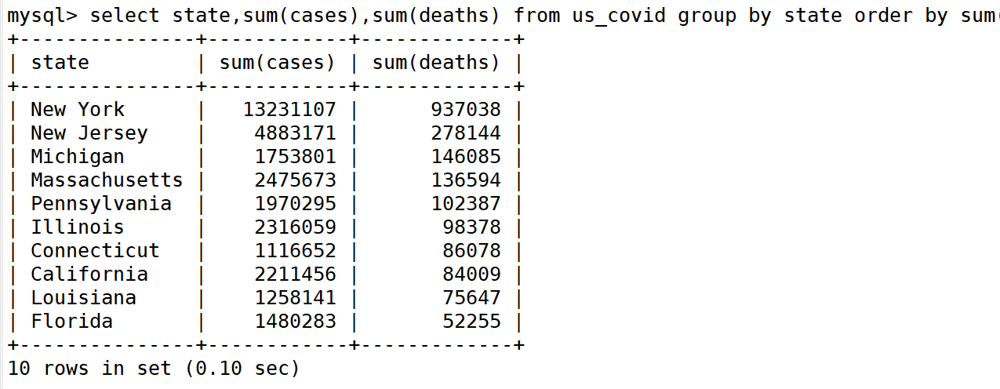 mysql> select state,sum(cases),sum(deaths) from us_covid group by state order by sum(
+---------------+------------+-------------+
| state         | sum(cases) | sum(deaths) |
+---------------+------------+-------------+
| New York      |   13231107 |      937038 |
| New Jersey    |    4883171 |      278144 |
| Michigan      |    1753801 |      146085 |
| Massachusetts |    2475673 |      136594 |
| Pennsylvania  |    1970295 |      102387 |
| Illinois      |    2316059 |       98378 |
| Connecticut   |    1116652 |       86078 |
| California    |    2211456 |       84009 |
| Louisiana     |    1258141 |       75647 |
| Florida       |    1480283 |       52255 |
+---------------+------------+-------------+
10 rows in set (0.10 sec)